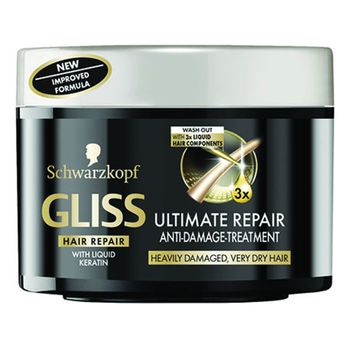 NEW
IMPROVED
FORMULA
WASH OUT
WITH 3x LIQUID
HAIR COMPONENTS
3x
Schwarzkopf
GLISS
HAIR REPAIR
WITH LIQUID
KERATIN
ULTIMATE REPAIR
ANTI-DAMAGE-TREATMENT
HEAVILY DAMAGED, VERY DRY HAIR